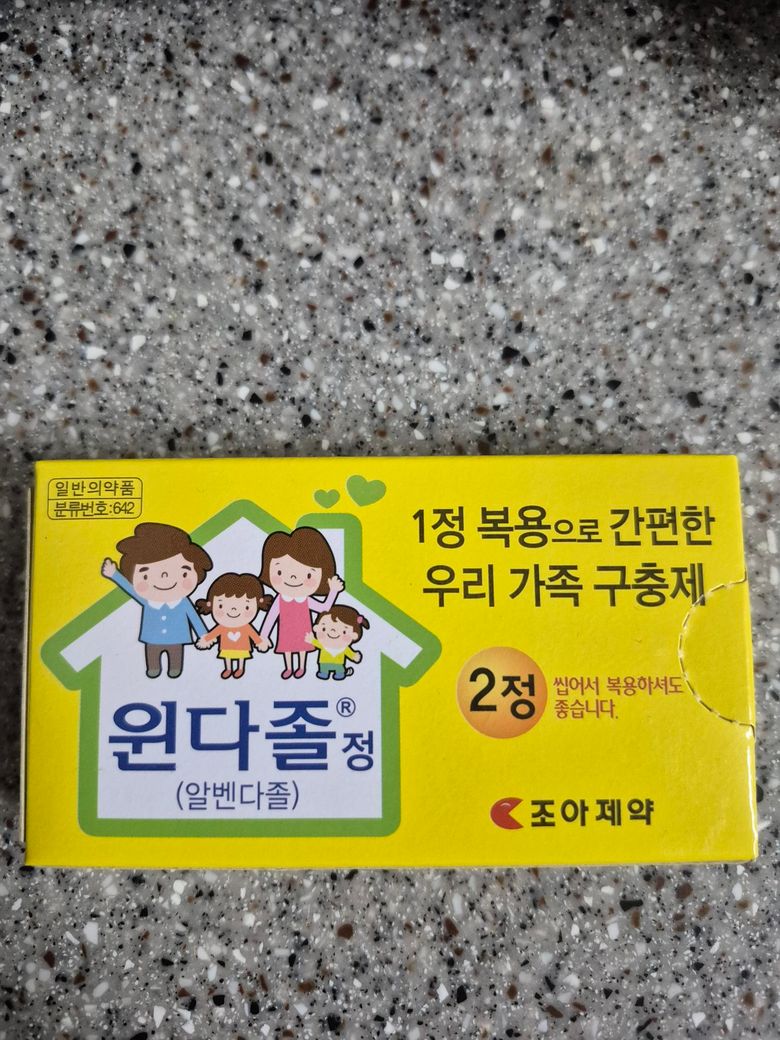 일반의약품
분류번호:642
1정 복용으로 간편한
우리 가족 구충제
2정
씹어서 복용하셔도
좋습니다.
윈다졸®정
(알벤다졸)
조아제약